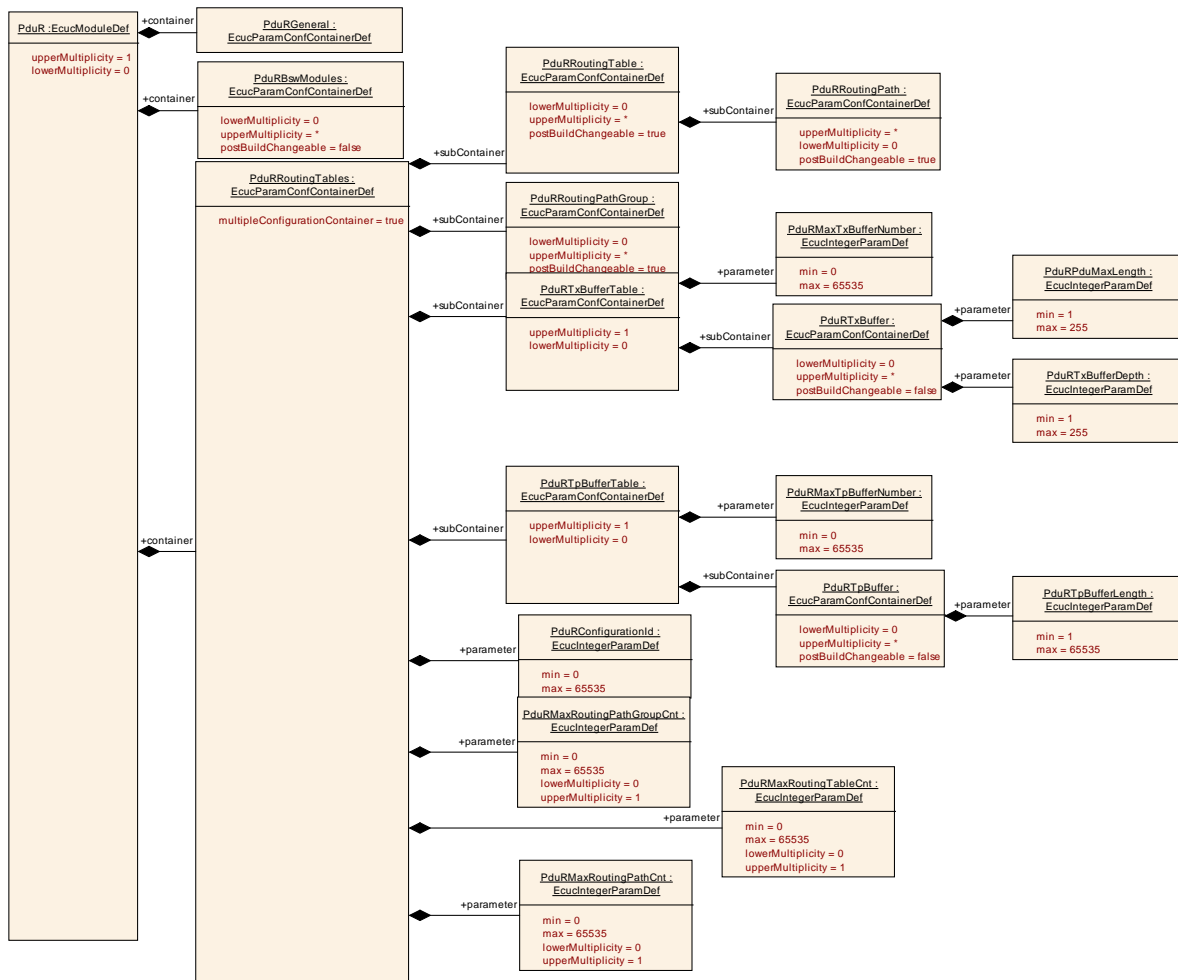 PduR :EcucModuleDef
upperMultiplicity = 1
lowerMultiplicity = 0
+container
PduRGeneral :
EcucParamConfContainerDef
+container
PduRBswModules :
EcucParamConfContainerDef
lowerMultiplicity = 0
upperMultiplicity = *
postBuildChangeable = false
+container
PduRRoutingTables :
EcucParamConfContainerDef
multipleConfigurationContainer = true
+subContainer
PduRRoutingTable :
EcucParamConfContainerDef
lowerMultiplicity = 0
upperMultiplicity = *
postBuildChangeable = true
+subContainer
PduRRoutingPath :
EcucParamConfContainerDef
upperMultiplicity = *
lowerMultiplicity = 0
postBuildChangeable = true
+subContainer
PduRRoutingPathGroup :
EcucParamConfContainerDef
lowerMultiplicity = 0
upperMultiplicity = *
postBuildChangeable = true
+subContainer
PduRTxBufferTable :
EcucParamConfContainerDef
upperMultiplicity = 1
lowerMultiplicity = 0
+parameter
PduRMaxTxBufferNumber :
EcucIntegerParamDef
min = 0
max = 65535
+subContainer
PduRTxBuffer :
EcucParamConfContainerDef
lowerMultiplicity = 0
upperMultiplicity = *
postBuildChangeable = false
+parameter
PduRPduMaxLength :
EcucIntegerParamDef
min = 1
max = 255
+parameter
PduRTxBufferDepth :
EcucIntegerParamDef
min = 1
max = 255
+subContainer
PduRTpBufferTable :
EcucParamConfContainerDef
upperMultiplicity = 1
lowerMultiplicity = 0
+parameter
PduRMaxTpBufferNumber :
EcucIntegerParamDef
min = 0
max = 65535
+subContainer
PduRTpBuffer :
EcucParamConfContainerDef
lowerMultiplicity = 0
upperMultiplicity = *
postBuildChangeable = false
+parameter
PduRTpBufferLength :
EcucIntegerParamDef
min = 1
max = 65535
+parameter
PduRConfigurationId :
EcucIntegerParamDef
min = 0
max = 65535
+parameter
PduRMaxRoutingPathGroupCnt :
EcucIntegerParamDef
min = 0
max = 65535
lowerMultiplicity = 0
upperMultiplicity = 1
+parameter
PduRMaxRoutingTableCnt :
EcucIntegerParamDef
min = 0
max = 65535
lowerMultiplicity = 0
upperMultiplicity = 1
+parameter
PduRMaxRoutingPathCnt :
EcucIntegerParamDef
min = 0
max = 65535
lowerMultiplicity = 0
upperMultiplicity = 1